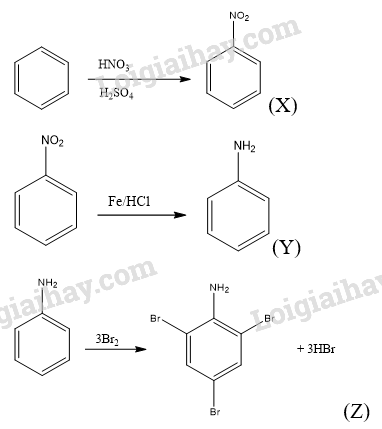 NO₂
HNO₃
H₂SO₄
(X)
NO₂
NH₂
Fe/HCl
(Y)
NH₂
NH₂
Br
Br
3Br₂
+ 3HBr
Br
(Z)
Loigiaihay.com
Loigiaihay.com
Loigiaihay.com